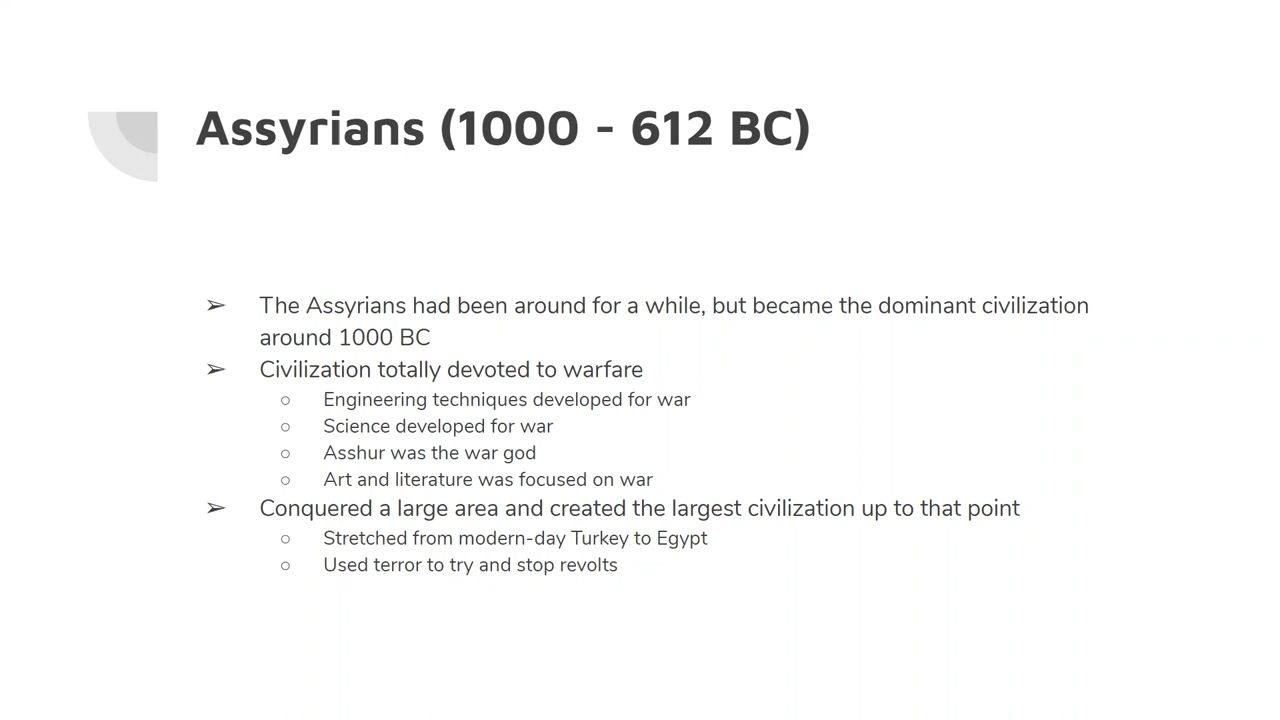 Assyrians (1000 - 612 BC)
➢ The Assyrians had been around for a while, but became the dominant civilization
around 1000 BC
➢ Civilization totally devoted to warfare
○ Engineering techniques developed for war
○ Science developed for war
○ Asshur was the war god
○ Art and literature was focused on war
➢ Conquered a large area and created the largest civilization up to that point
○ Stretched from modern-day Turkey to Egypt
○ Used terror to try and stop revolts